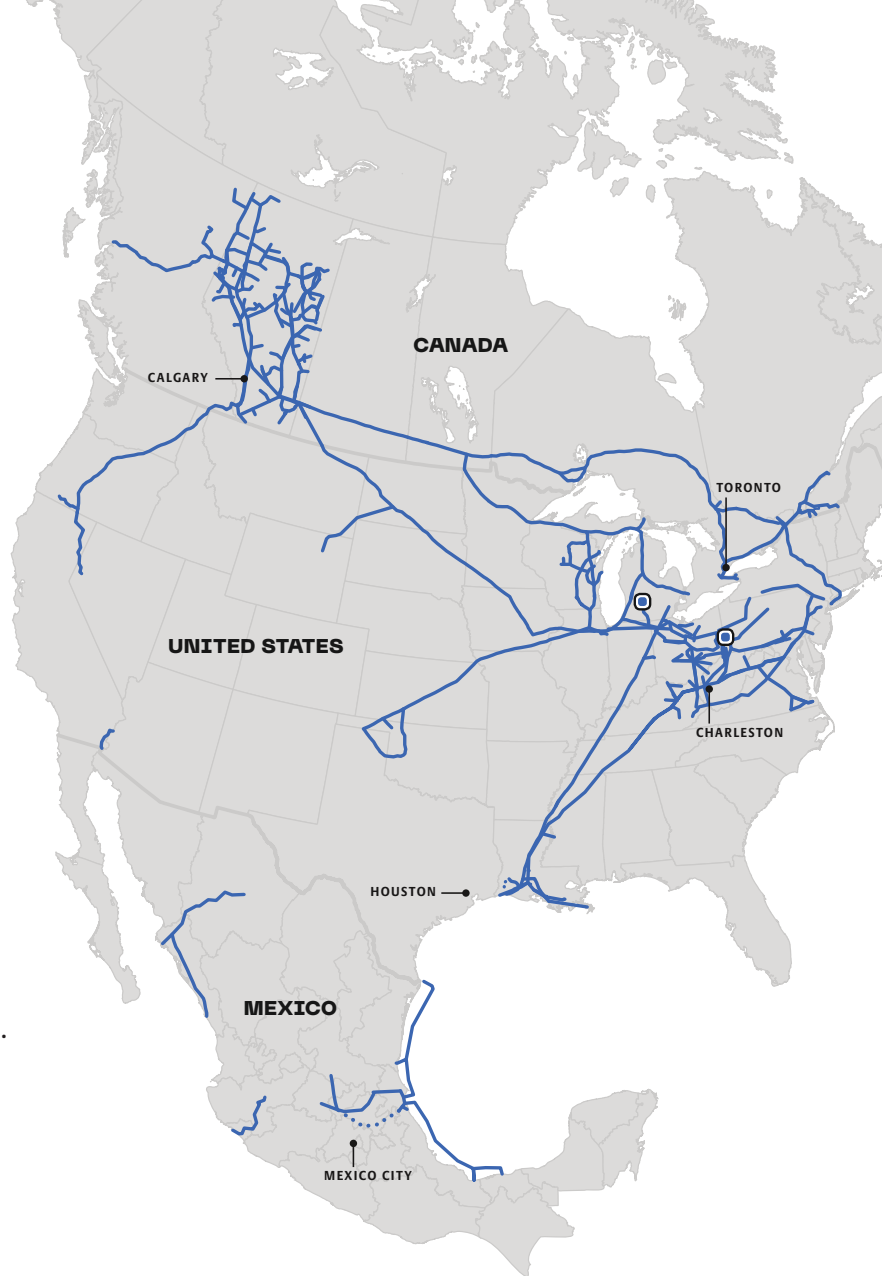 CANADA
CALGARY
TORONTO
UNITED STATES
CHARLESTON
HOUSTON
MEXICO
.
MEXICO CITY